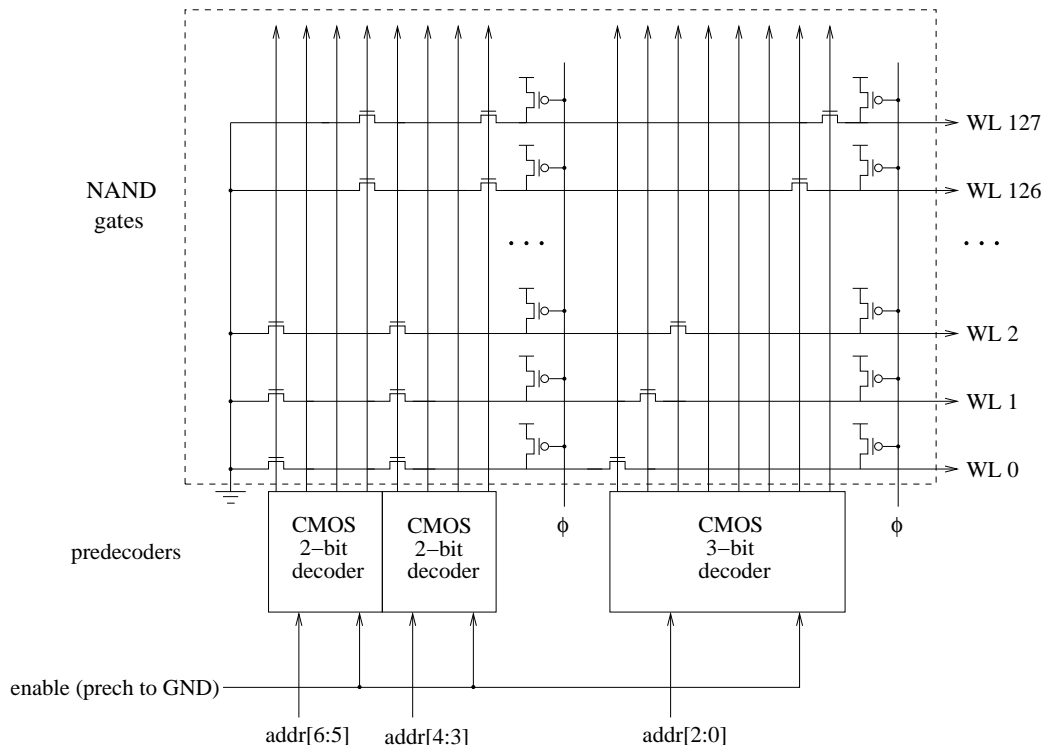 WL 127
WL 126
NAND
gates
. . .
. . .
WL 2
WL 1
WL 0
CMOS
2−bit
decoder
CMOS
2−bit
decoder
CMOS
3−bit
decoder
ϕ
ϕ
predecoders
enable (prech to GND)
addr[6:5]
addr[4:3]
addr[2:0]